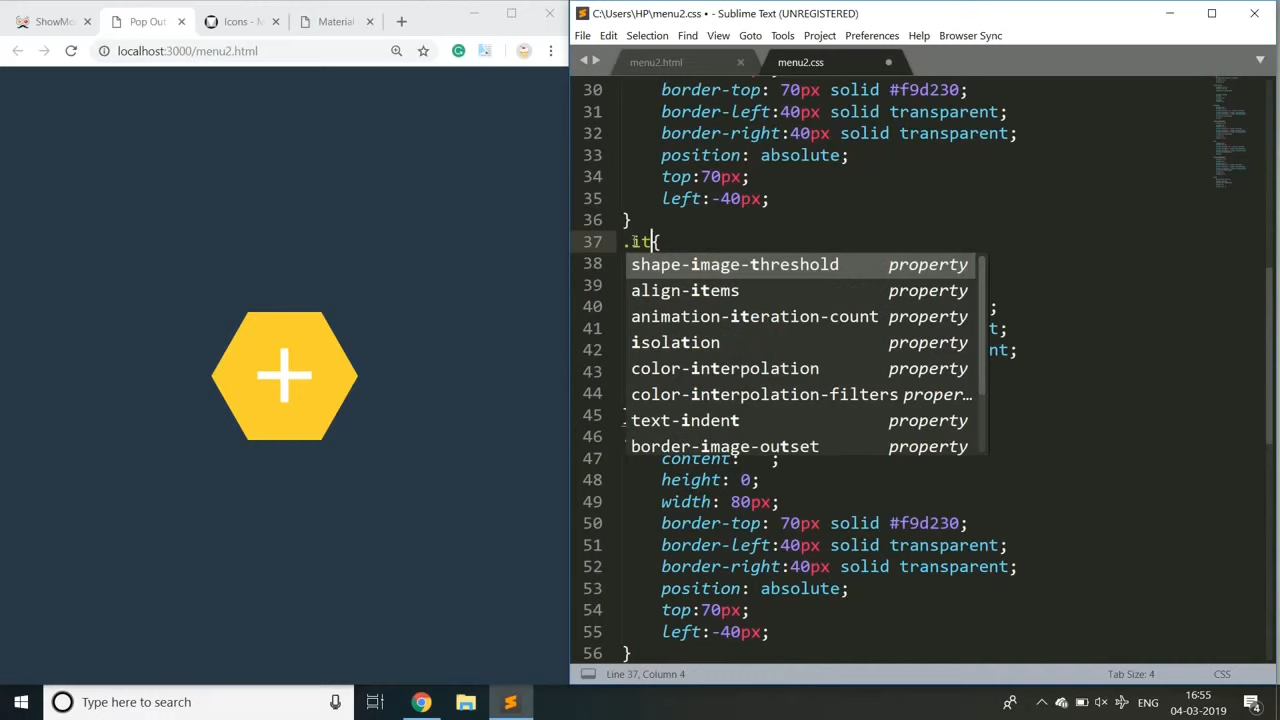 ShowMo
Pop Out
Icons - M
Material
localhost:3000/menu2.html
C:\Users\HP\menu2.css • - Sublime Text (UNREGISTERED)
File Edit Selection Find View Goto Tools Project Preferences Help Browser Sync
menu2.html
menu2.css
30 border-top: 70px solid #f9d230;
31 border-left:40px solid transparent;
32 border-right:40px solid transparent;
33 position: absolute;
34 top:70px;
35 left:-40px;
36 }
37 .it{
38 shape-image-threshold property
39 align-items property
40 animation-iteration-count property ;
41 isolation property t;
42 color-interpolation property nt;
43 color-interpolation-filters proper…
44 text-indent property
45 }
46 border-image-outset property
47 content: ;
48 height: 0;
49 width: 80px;
50 border-top: 70px solid #f9d230;
51 border-left:40px solid transparent;
52 border-right:40px solid transparent;
53 position: absolute;
54 top:70px;
55 left:-40px;
56 }
Line 37, Column 4
Tab Size: 4
CSS
Type here to search
ENG
16:55
04-03-2019
4